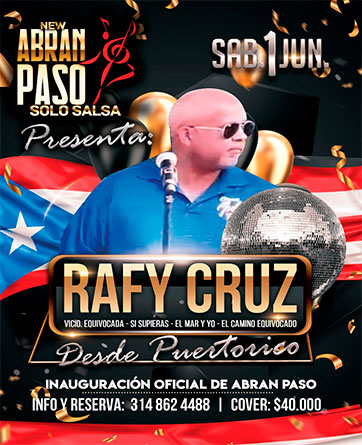 NEW
ABRAN
PASO
SOLO SALSA
SAB. 1 JUN.
Presenta:
RAFY CRUZ
VICIO. EQUIVOCADA - SI SUPIERAS - EL MAR Y YO - EL CAMINO EQUIVOCADO
Desde Puertorico
INAUGURACIÓN OFICIAL DE ABRAN PASO
INFO Y RESERVA: 314 862 4488 | COVER: $40.000